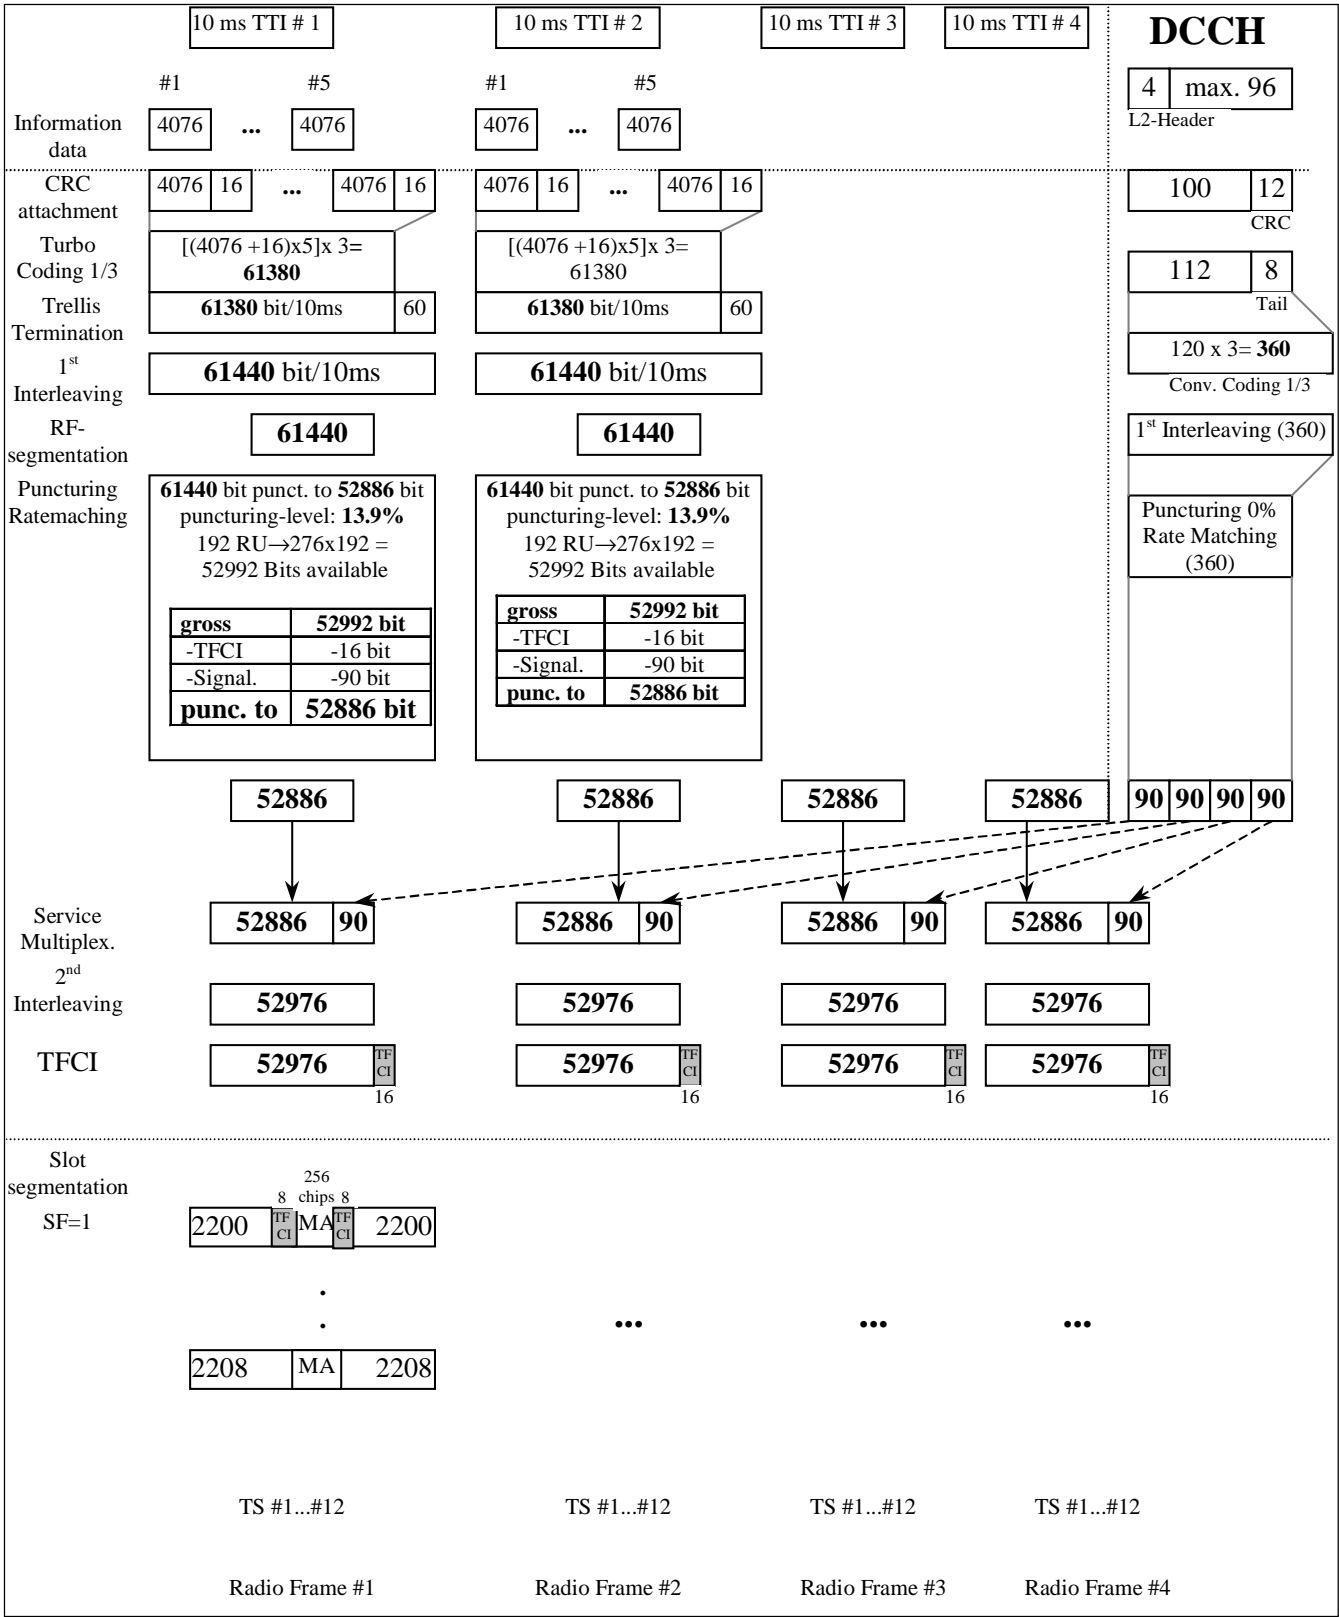 10 ms TTI # 1
10 ms TTI # 2
10 ms TTI # 3
10 ms TTI # 4
DCCH
#1
#5
#1
#5
4
max. 96
L2-Header
Information
data
4076
...
4076
4076
...
4076
CRC
attachment
4076
16
...
4076
16
4076
16
...
4076
16
100
12
CRC
Turbo
Coding 1/3
[(4076 +16)x5]x 3=
61380
[(4076 +16)x5]x 3=
61380
112
8
Tail
Trellis
Termination
61380 bit/10ms
60
61380 bit/10ms
60
120 x 3= 360
Conv. Coding 1/3
1st
Interleaving
61440 bit/10ms
61440 bit/10ms
RF-
segmentation
61440
61440
1st Interleaving (360)
Puncturing
Ratemaching
61440 bit punct. to 52886 bit
puncturing-level: 13.9%
192 RU→276x192 =
52992 Bits available
gross
52992 bit
-TFCI
-16 bit
-Signal.
-90 bit
punc. to
52886 bit
61440 bit punct. to 52886 bit
puncturing-level: 13.9%
192 RU→276x192 =
52992 Bits available
gross
52992 bit
-TFCI
-16 bit
-Signal.
-90 bit
punc. to
52886 bit
Puncturing 0%
Rate Matching
(360)
52886
52886
52886
52886
90
90
90
90
Service
Multiplex.
52886
90
52886
90
52886
90
52886
90
2nd
Interleaving
52976
52976
52976
52976
TFCI
52976
TF
CI
16
52976
TF
CI
16
52976
TF
CI
16
52976
TF
CI
16
Slot
segmentation
SF=1
256
8 chips 8
2200
TF
CI
MA
TF
CI
2200
.
.
...
...
...
2208
MA
2208
TS #1...#12
TS #1...#12
TS #1...#12
TS #1...#12
Radio Frame #1
Radio Frame #2
Radio Frame #3
Radio Frame #4